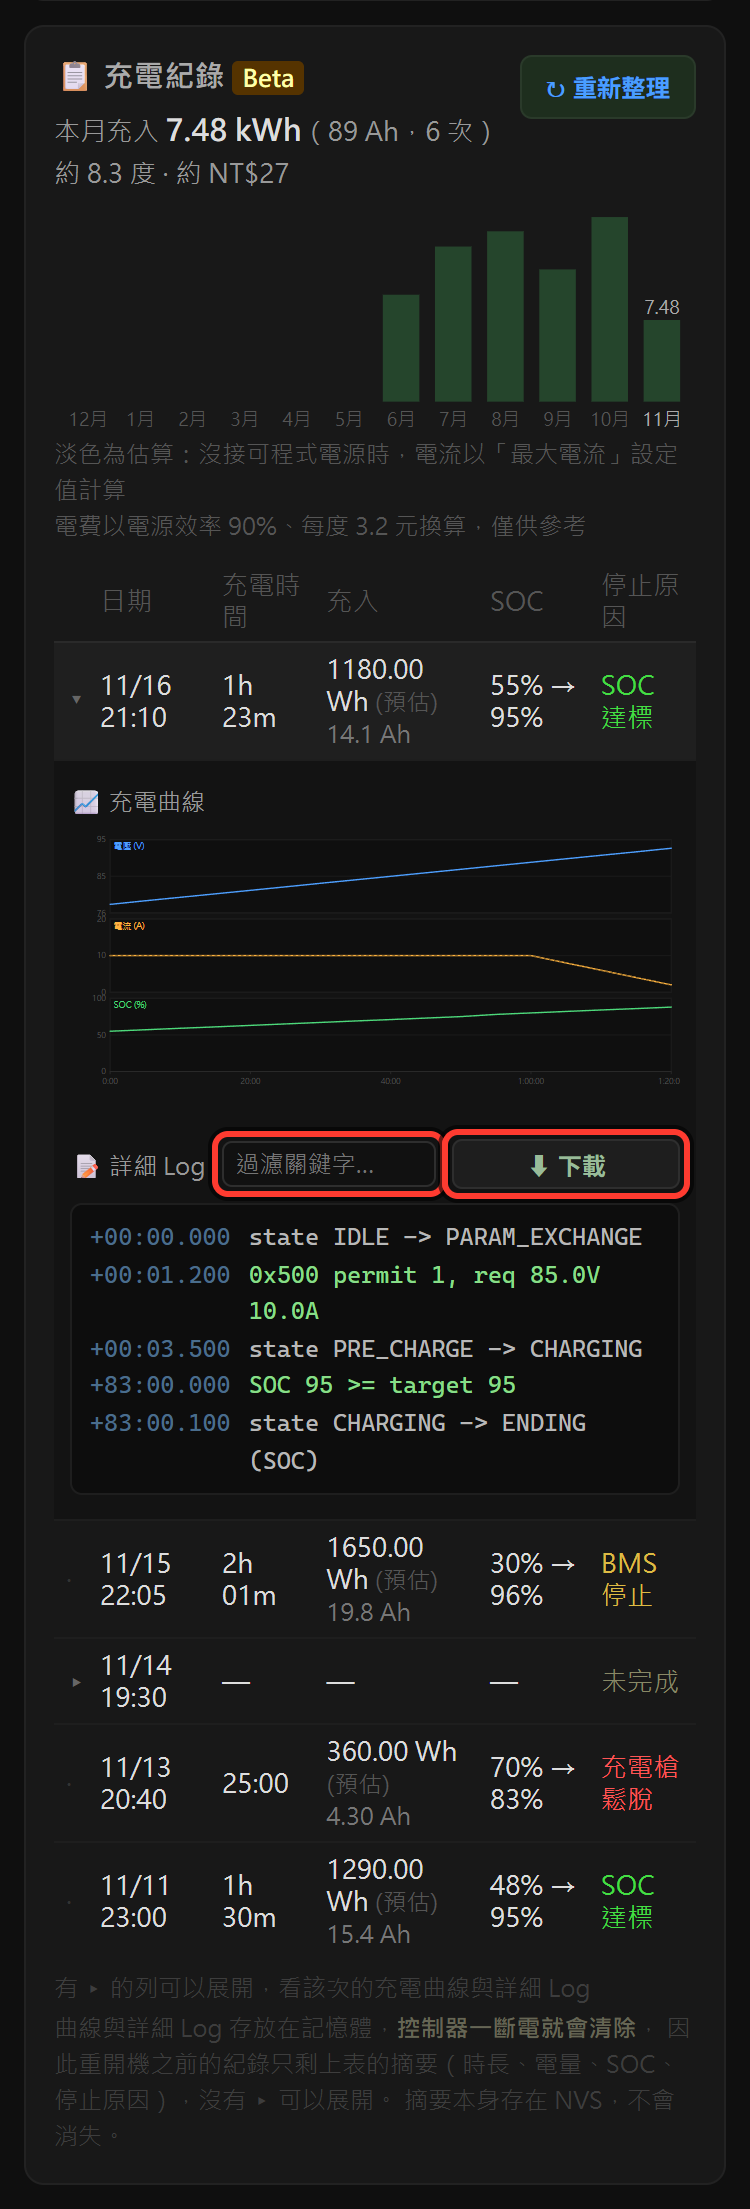 充電紀錄 Beta
↻ 重新整理
本月充入 7.48 kWh ( 89 Ah，6 次 )
約 8.3 度 · 約 NT$27
7.48
12月 1月 2月 3月 4月 5月 6月 7月 8月 9月 10月 11月
淡色為估算：沒接可程式電源時，電流以「最大電流」設定
值計算
電費以電源效率 90%、每度 3.2 元換算，僅供參考
日期 充電時間 充入 SOC 停止原因
▾ 11/16 21:10 1h 23m 1180.00 Wh (預估) 14.1 Ah 55% → 95% SOC 達標
充電曲線
電壓 (V)
95
85
75
電流 (A)
20
10
0
SOC (%)
100
50
0
0:00 20:00 40:00 1:00:00 1:20:0
詳細 Log 過濾關鍵字... ⬇ 下載
+00:00.000 state IDLE -> PARAM_EXCHANGE
+00:01.200 0x500 permit 1, req 85.0V
10.0A
+00:03.500 state PRE_CHARGE -> CHARGING
+83:00.000 SOC 95 >= target 95
+83:00.100 state CHARGING -> ENDING
(SOC)
· 11/15 22:05 2h 01m 1650.00 Wh (預估) 19.8 Ah 30% → 96% BMS 停止
▸ 11/14 19:30 — — — 未完成
· 11/13 20:40 25:00 360.00 Wh (預估) 4.30 Ah 70% → 83% 充電槍鬆脫
· 11/11 23:00 1h 30m 1290.00 Wh (預估) 15.4 Ah 48% → 95% SOC 達標
有 ▸ 的列可以展開，看該次的充電曲線與詳細 Log
曲線與詳細 Log 存放在記憶體，控制器一斷電就會清除， 因
此重開機之前的紀錄只剩上表的摘要（時長、電量、SOC、
停止原因），沒有 ▸ 可以展開。 摘要本身存在 NVS，不會
消失。